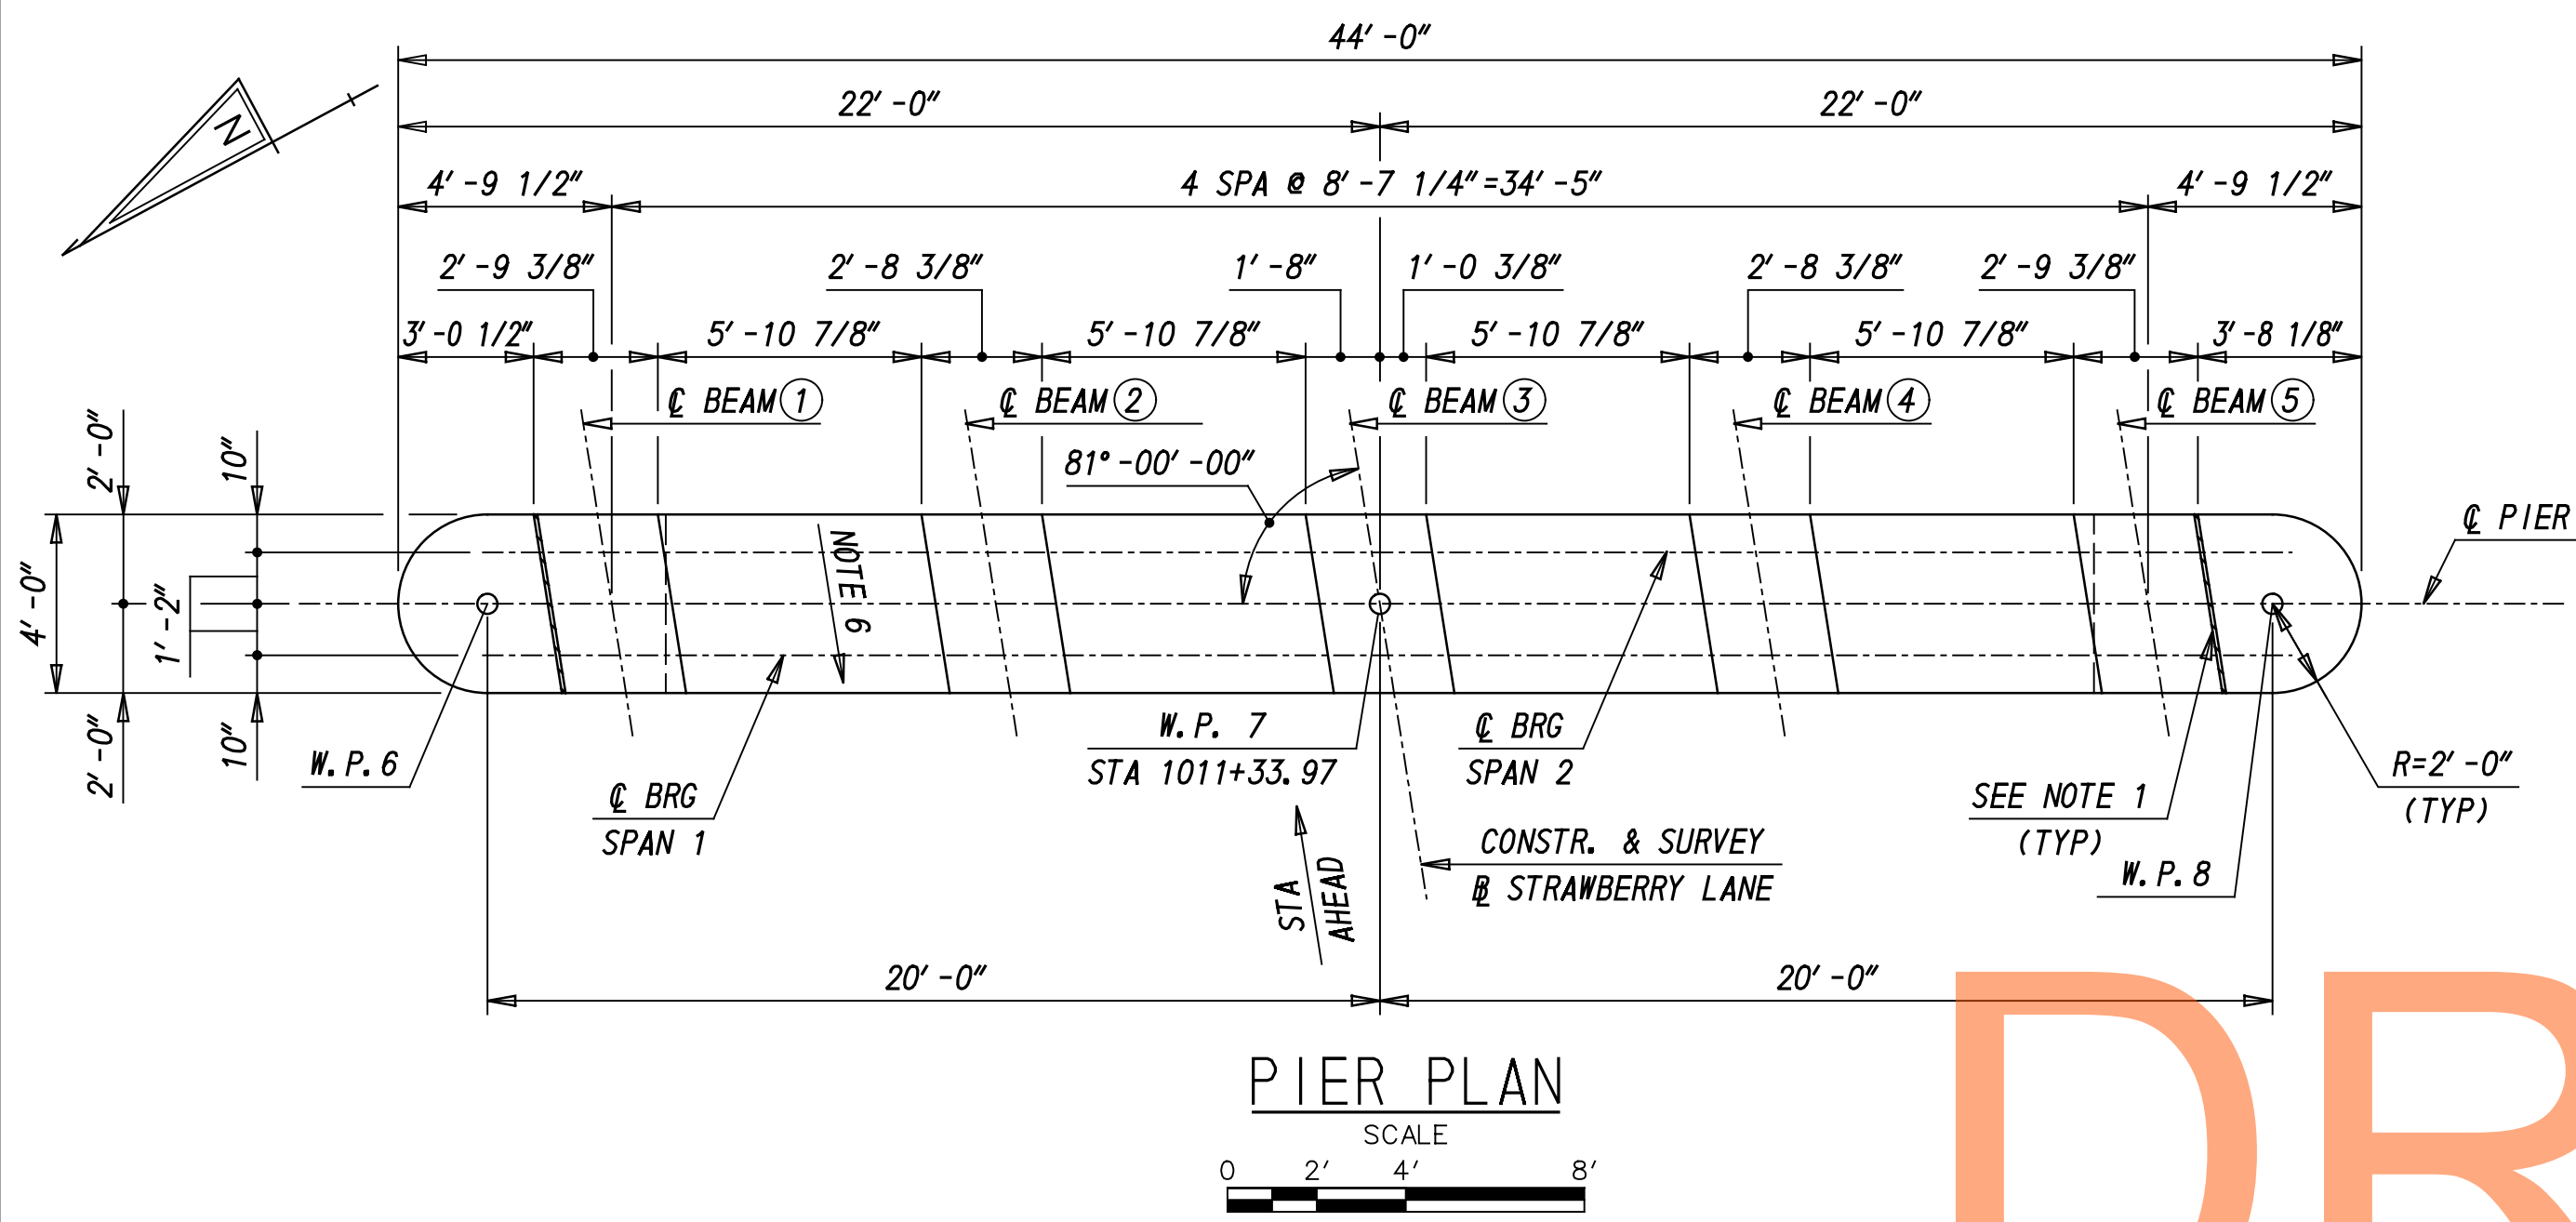 44'-0"
22'-0"
22'-0"
N
4'-9 1/2"
4 SPA @ 8'-7 1/4"=34'-5"
4'-9 1/2"
2'-9 3/8"
2'-8 3/8"
1'-8"
1'-0 3/8"
2'-8 3/8"
2'-9 3/8"
3'-0 1/2"
5'-10 7/8"
5'-10 7/8"
5'-10 7/8"
5'-10 7/8"
3'-8 1/8"
℄ BEAM 1
℄ BEAM 2
℄ BEAM 3
℄ BEAM 4
℄ BEAM 5
2'-0"
10"
81°-00'-00"
℄ PIER
NOTE 6
4'-0"
1'-2"
2'-0"
10"
W.P.6
℄ BRG
SPAN 1
W.P. 7
STA 1011+33.97
℄ BRG
SPAN 2
SEE NOTE 1
(TYP)
R=2'-0"
(TYP)
W.P.8
STA
AHEAD
CONSTR. & SURVEY
BL STRAWBERRY LANE
20'-0"
20'-0"
PIER PLAN
SCALE
0 2' 4' 8'
DR